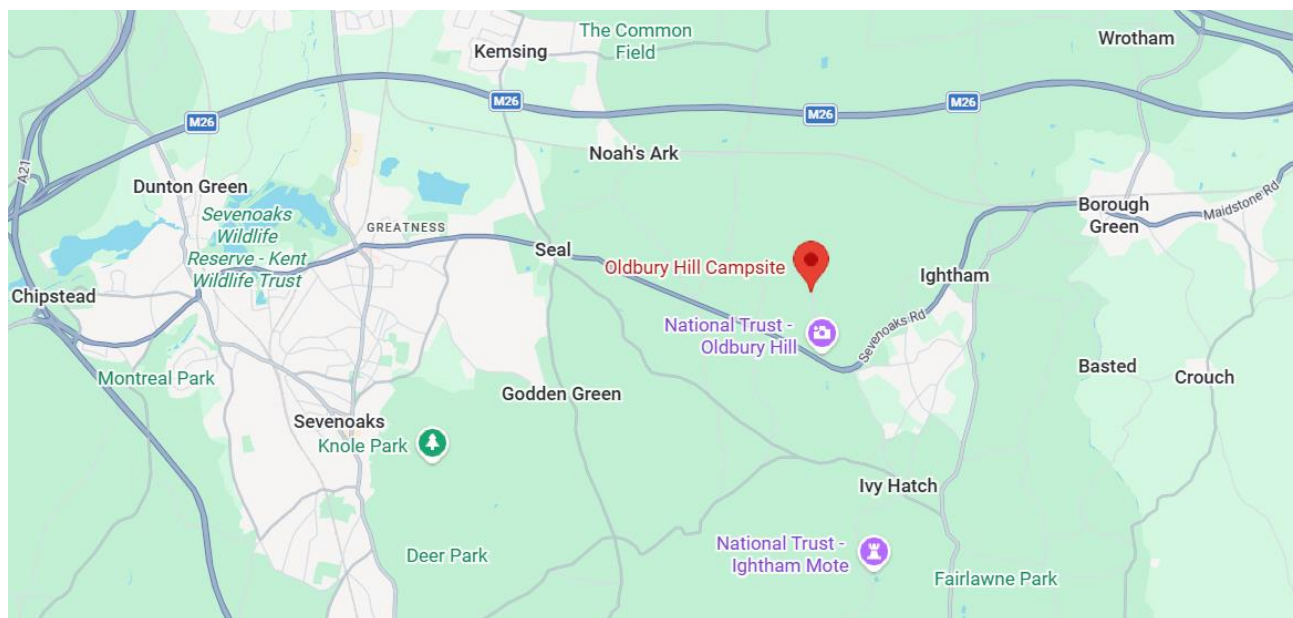 The Common
Field
Kemsing
Wrotham
M26
M26
M26
M26
A21
Noah's Ark
Dunton Green
Sevenoaks
Wildlife
Reserve - Kent
Wildlife Trust
GREATNESS
Borough
Green
Maidstone Rd
Seal
Oldbury Hill Campsite
Ightham
Chipstead
National Trust -
Oldbury Hill
Sevenoaks Rd
Montreal Park
Basted
Crouch
Godden Green
Sevenoaks
Knole Park
Ivy Hatch
Deer Park
National Trust -
Ightham Mote
Fairlawne Park